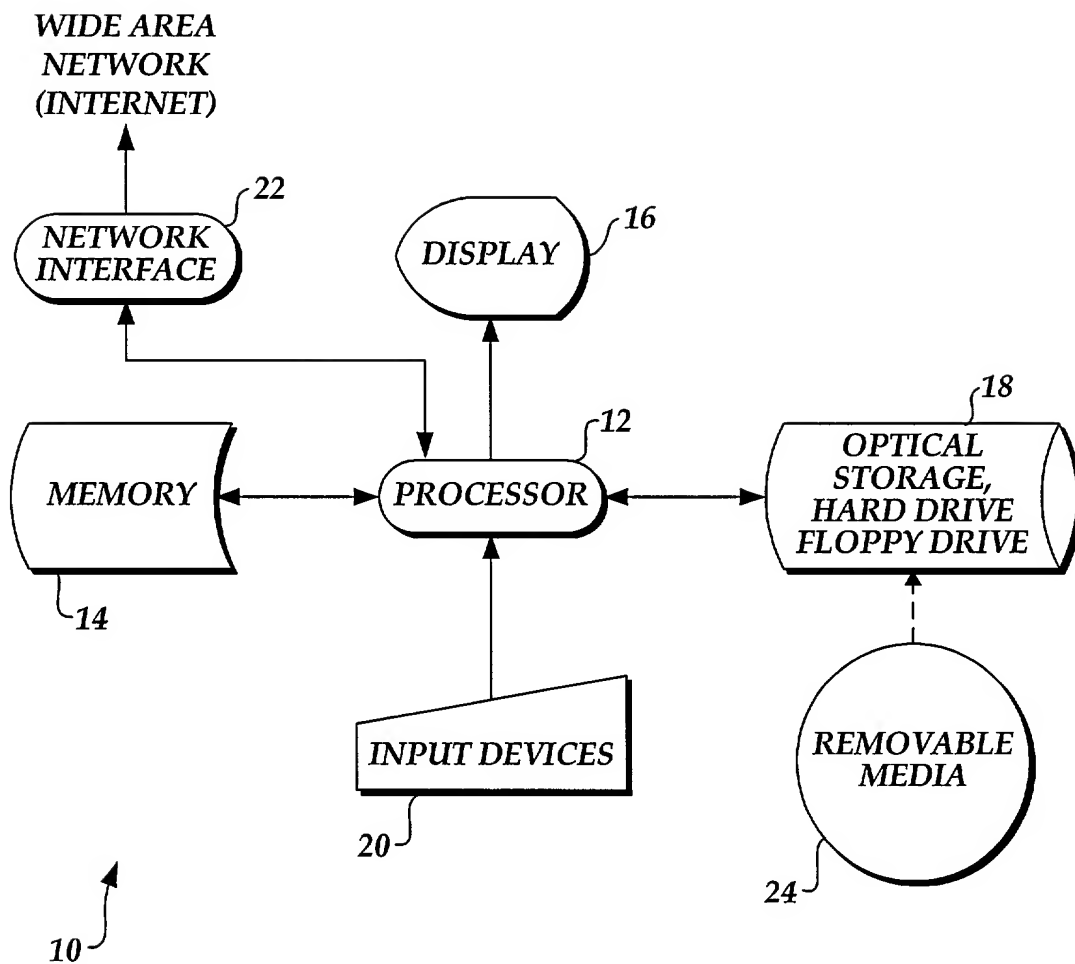 WIDE AREA
NETWORK
(INTERNET)
22
NETWORK
INTERFACE
16
DISPLAY
12
PROCESSOR
MEMORY
14
18
OPTICAL
STORAGE,
HARD DRIVE
FLOPPY DRIVE
INPUT DEVICES
20
REMOVABLE
MEDIA
24
10